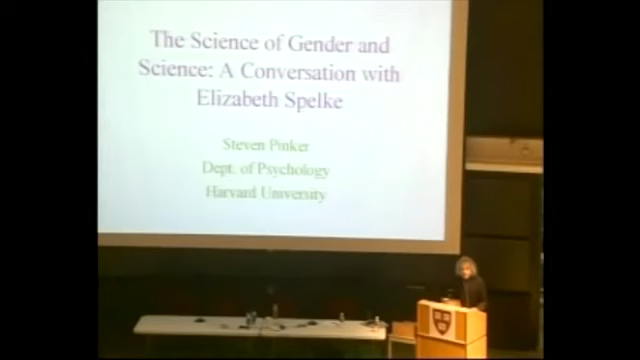 The Science of Gender and
Science: A Conversation with
Elizabeth Spelke
Steven Pinker
Dept. of Psychology
Harvard University